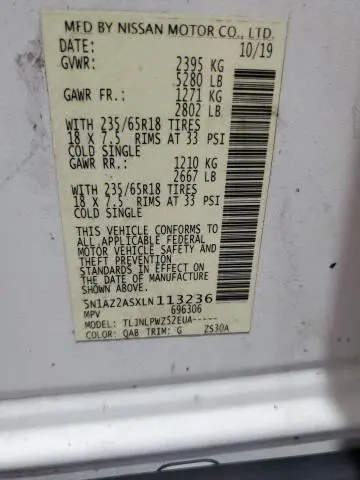 MFD BY NISSAN MOTOR CO., LTD.
DATE: 10/19
GVWR: 2395 KG
5280 LB
GAWR FR.: 1271 KG
2802 LB
WITH 235/65R18 TIRES
18 X 7.5 RIMS AT 33 PSI
COLD SINGLE
GAWR RR.: 1210 KG
2667 LB
WITH 235/65R18 TIRES
18 X 7.5 RIMS AT 33 PSI
COLD SINGLE
THIS VEHICLE CONFORMS TO
ALL APPLICABLE FEDERAL
MOTOR VEHICLE SAFETY AND
THEFT PREVENTION
STANDARDS IN EFFECT ON
THE DATE OF MANUFACTURE
SHOWN ABOVE.
5N1AZ2ASXLN113236
MPV 696306
MODEL: TLJNLPWZ52EUA-----
COLOR: QAB TRIM: G ZS30A